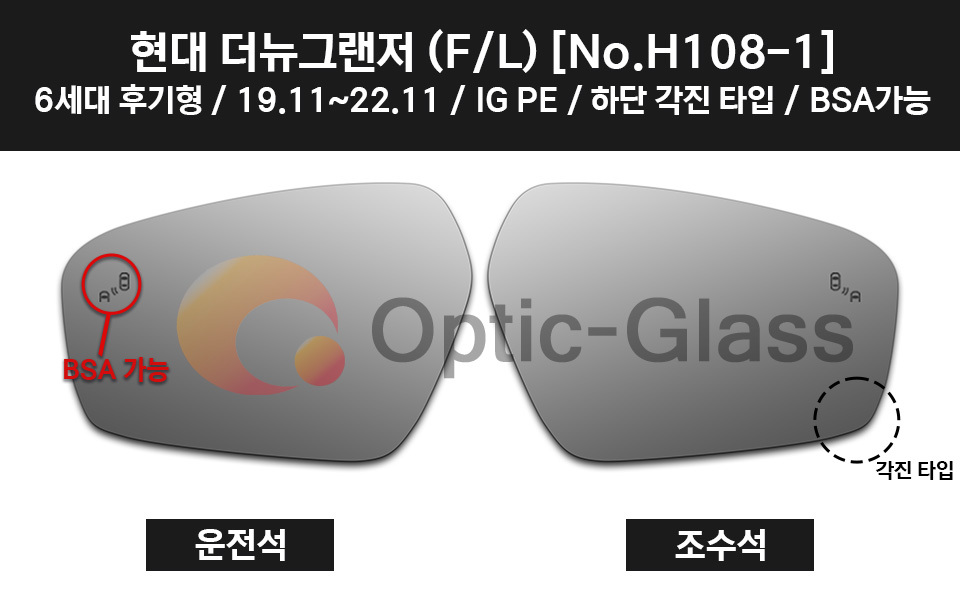 현대 더뉴그랜저 (F/L) [No.H108-1]
6세대 후기형 / 19.11~22.11 / IG PE / 하단 각진 타입 / BSA가능
BSA 가능
Optic-Glass
각진 타입
운전석
조수석